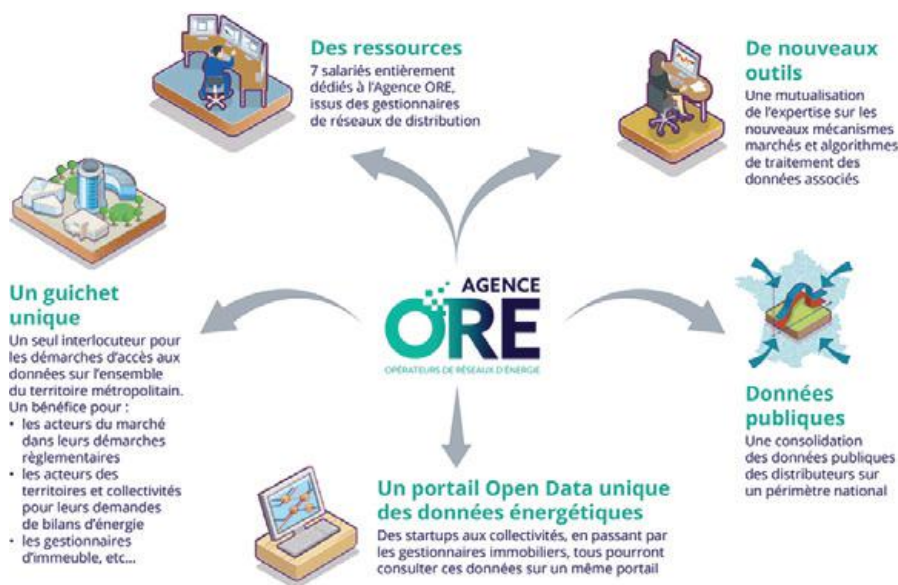 Des ressources
7 salariés entièrement
dédiés à l'Agence ORE,
issus des gestionnaires
de réseaux de distribution
De nouveaux
outils
Une mutualisation
de l'expertise sur les
nouveaux mécanismes
marchés et algorithmes
de traitement des
données associés
Un guichet
unique
Un seul interlocuteur pour
les démarches d'accès aux
données sur l'ensemble
du territoire métropolitain.
Un bénéfice pour :
• les acteurs du marché
dans leurs démarches
règlementaires
• les acteurs des
territoires et collectivités
pour leurs demandes
de bilans d'énergie
• les gestionnaires
d'immeuble, etc...
AGENCE
ORE
OPÉRATEURS DE RÉSEAUX D'ÉNERGIE
Données
publiques
Une consolidation
des données publiques
des distributeurs sur
un périmètre national
Un portail Open Data unique
des données énergétiques
Des startups aux collectivités, en passant par
les gestionnaires immobiliers, tous pourront
consulter ces données sur un même portail